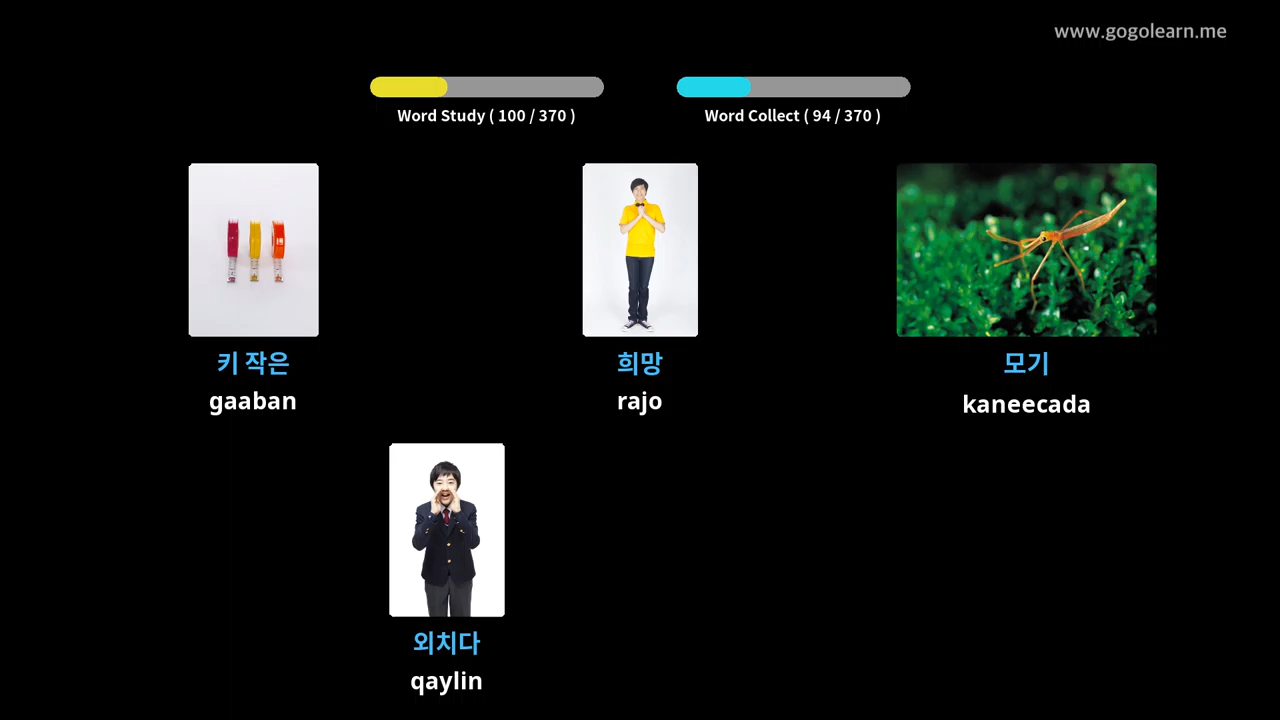 www.gogolearn.me
Word Study ( 100 / 370 )
Word Collect ( 94 / 370 )
키 작은
gaaban
희망
rajo
모기
kaneecada
외치다
qaylin